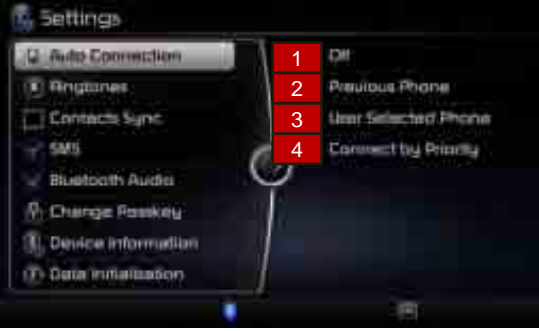 Settings
Auto Connection
Ringtones
Contacts Sync
SMS
Bluetooth Audio
Change Passkey
Device Information
Data Initialisation
1 Off
2 Previous Phone
3 User Selected Phone
4 Connect by Priority